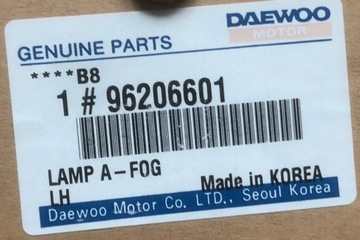 DAEWOO
MOTOR
GENUINE PARTS
****B8
1 # 96206601
LAMP A-FOG
LH
Made in KOREA
Daewoo Motor Co. LTD., Seoul Korea